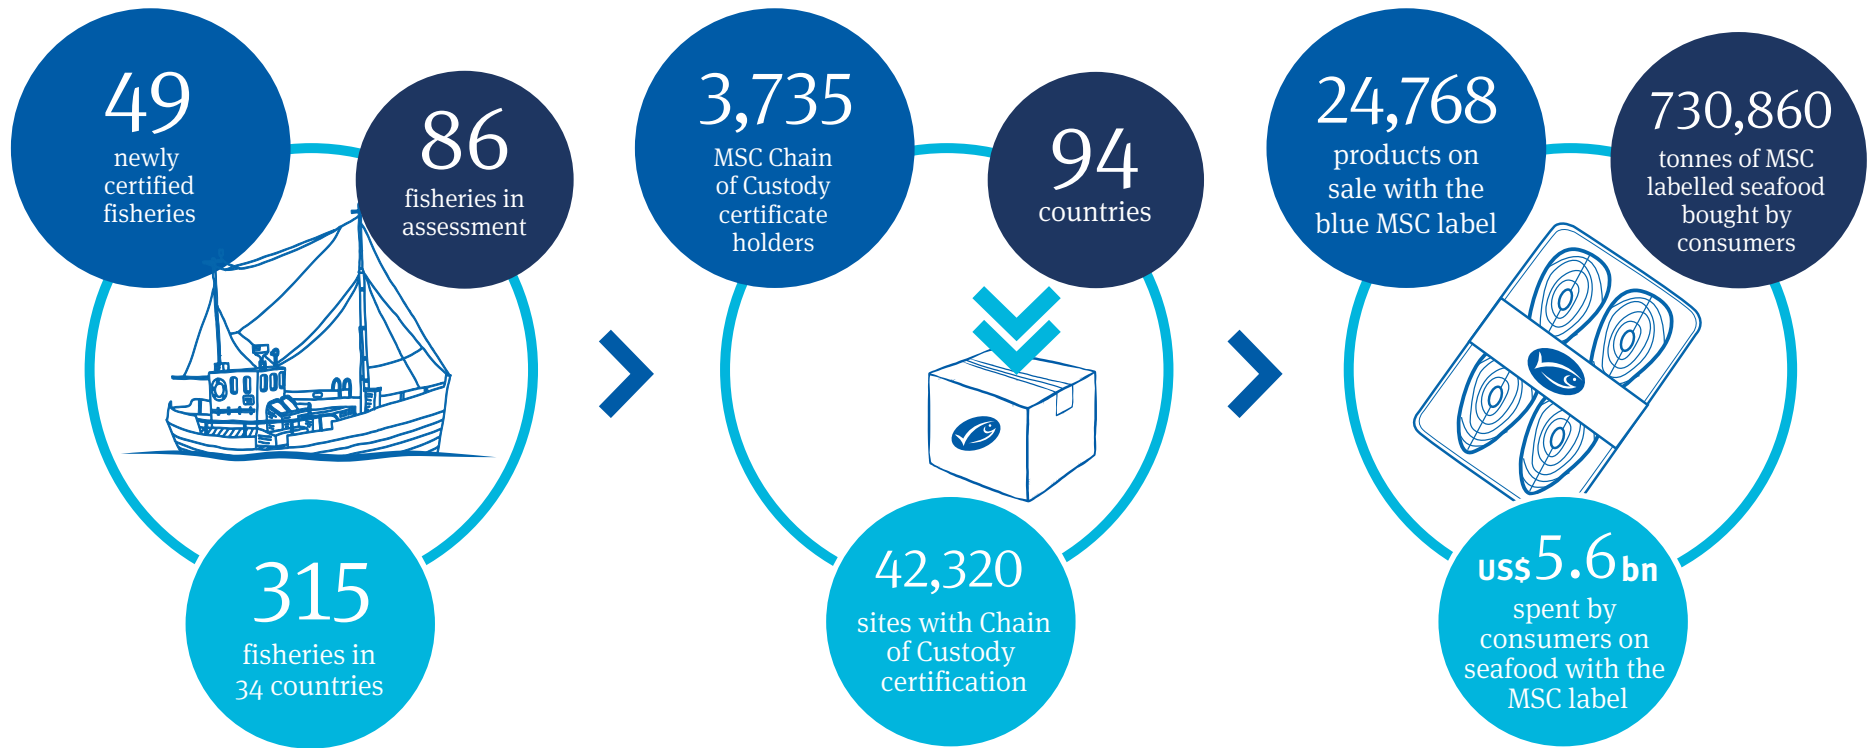 49
newly
certified
fisheries
86
fisheries in
assessment
315
fisheries in
34 countries
3,735
MSC Chain
of Custody
certificate
holders
94
countries
42,320
sites with Chain
of Custody
certification
24,768
products on
sale with the
blue MSC label
730,860
tonnes of MSC
labelled seafood
bought by
consumers
US$5.6bn
spent by
consumers on
seafood with the
MSC label